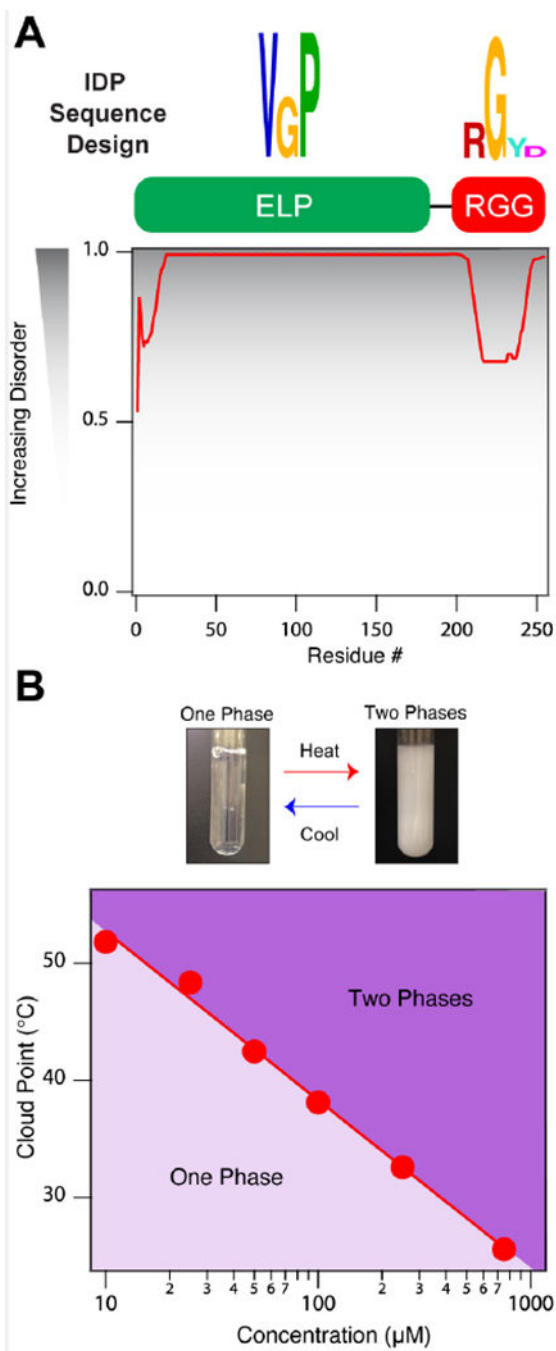 A
IDP
Sequence
Design
VGP
RGYD
ELP
RGG
Increasing Disorder
1.0
0.5
0.0
0 50 100 150 200 250
Residue #
B
One Phase
Two Phases
Heat
Cool
Cloud Point (°C)
50
40
30
Two Phases
One Phase
10 2 3 4 5 6 7 100 2 3 4 5 6 7 1000
Concentration (µM)